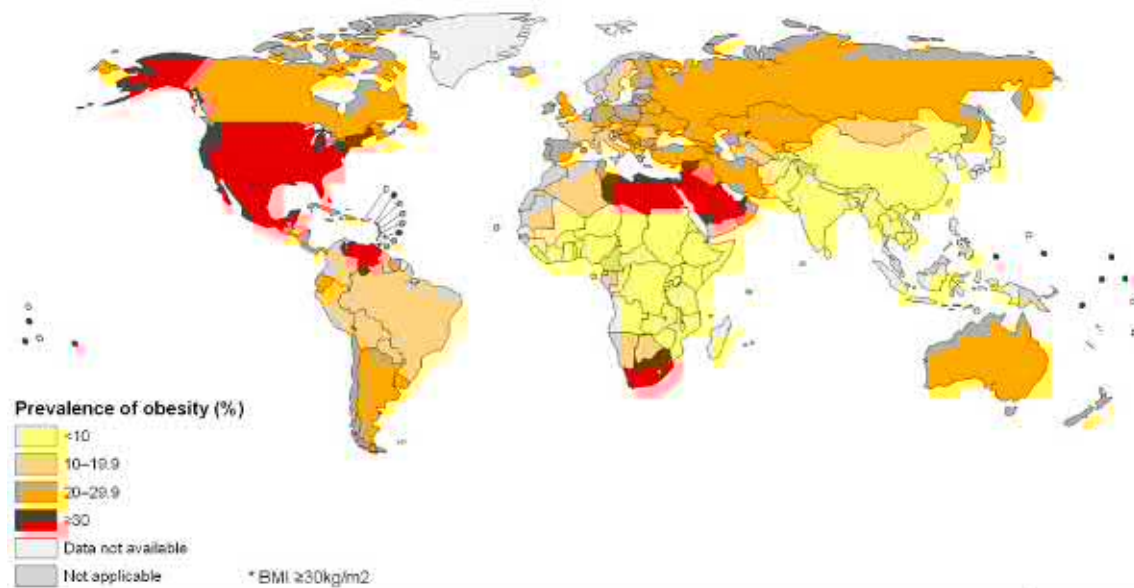 Prevalence of obesity (%)
<10
10–19.9
20–29.9
≥30
Data not available
Not applicable
* BMI ≥30kg/m2